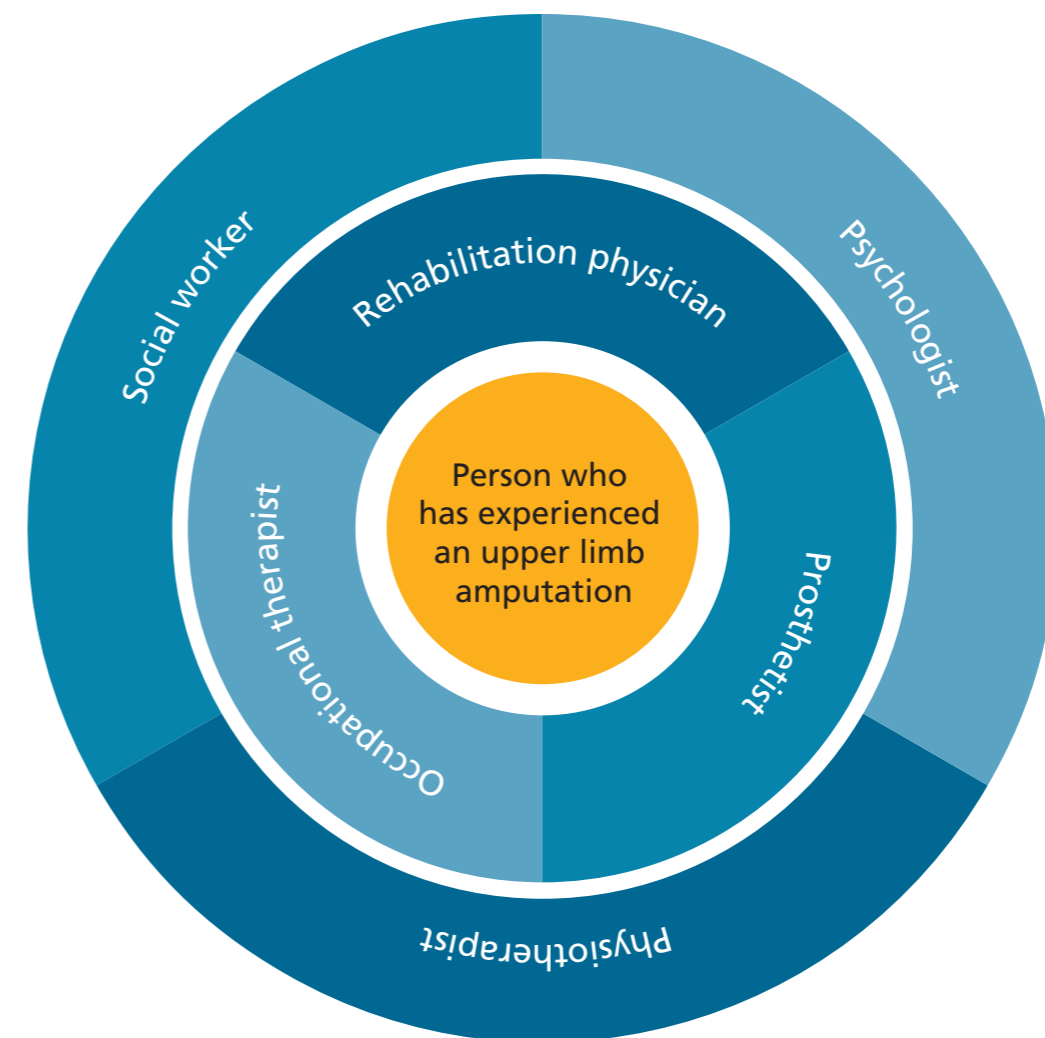 Social worker
Psychologist
Rehabilitation physician
Person who
has experienced
an upper limb
amputation
Occupational therapist
Prosthetist
Physiotherapist